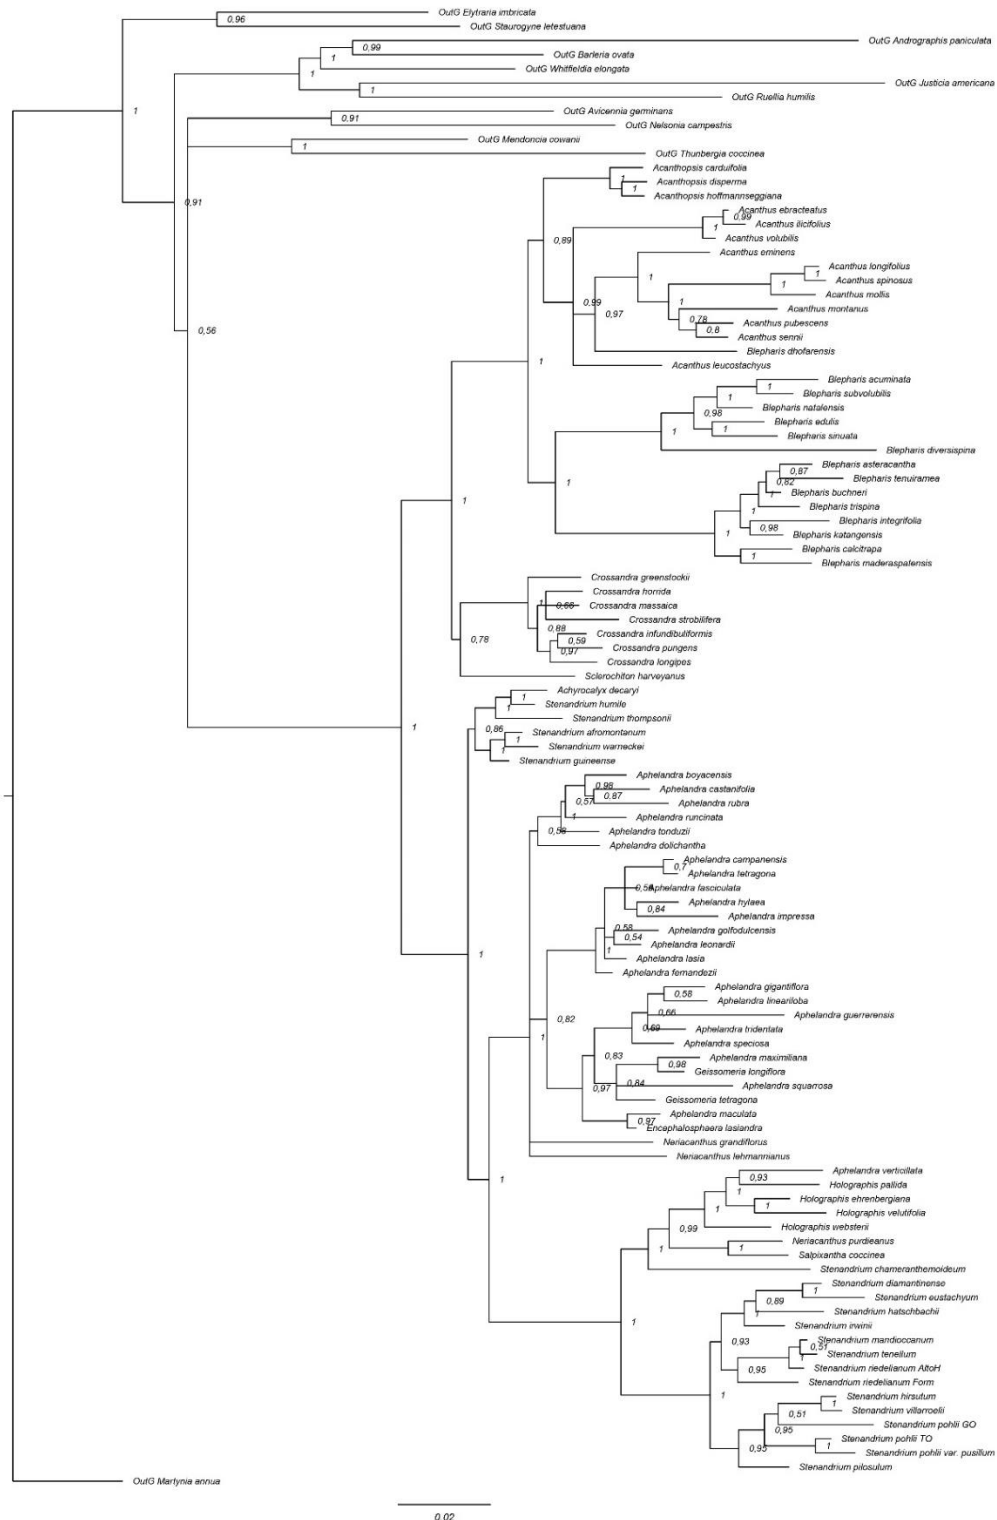 OutG Elytraria imbricata
0.96
OutG Staurogyne letestuana
OutG Andrographis paniculata
0,99
OutG Barleria ovata
1
OutG Whitfieldia elongata
1
OutG Justicia americana
1
OutG Ruellia humilis
1
OutG Avicennia germinans
0.91
OutG Nelsonia campestris
OutG Mendoncia cowanii
1
OutG Thunbergia coccinea
Acanthopsis carduifolia
1
Acanthopsis disperma
1
Acanthopsis hoffmannseggiana
0,91
Acanthus ebracteatus
0,99
Acanthus ilicifolius
1
Acanthus volubilis
0,89
Acanthus eminens
Acanthus longifolius
1
1
Acanthus spinosus
1
Acanthus mollis
0,99
1
Acanthus montanus
0,97
0,78
Acanthus pubescens
0,8
0,56
Acanthus sennii
Blepharis dhofarensis
1
Acanthus leucostachyus
Blepharis acuminata
1
Blepharis subvolubilis
1
Blepharis natalensis
0,98
Blepharis edulis
1
1
Blepharis sinuata
Blepharis diversispina
Blepharis asteracantha
0,87
Blepharis tenuiramea
0,82
1
Blepharis buchneri
1
1
Blepharis trispina
1
Blepharis integrifolia
0,98
1
Blepharis katangensis
Blepharis calcitrapa
1
Blepharis maderaspatensis
Crossandra greenstockii
Crossandra horrida
1
0,66
Crossandra massaica
Crossandra strobilifera
0,88
Crossandra infundibuliformis
0,78
0,59
Crossandra pungens
0,97
Crossandra longipes
Sclerochiton harveyanus
Achyrocalyx decaryi
1
1
Stenandrium humile
Stenandrium thompsonii
1
0,86
Stenandrium afromontanum
1
1
Stenandrium warneckei
Stenandrium guineense
Aphelandra boyacensis
0,98
Aphelandra castanifolia
0,87
0,57
Aphelandra rubra
1
Aphelandra runcinata
0,58
Aphelandra tonduzii
Aphelandra dolichantha
Aphelandra campanensis
0,7
Aphelandra tetragona
Aphelandra fasciculata
Aphelandra hylaea
0,84
Aphelandra impressa
0,58
Aphelandra golfodulcensis
0,54
Aphelandra leonardii
1
1
Aphelandra lasia
Aphelandra fernandezii
Aphelandra gigantiflora
0,58
Aphelandra lineariloba
0,66
Aphelandra guerrerensis
0,82
0,69
Aphelandra tridentata
1
Aphelandra speciosa
0,83
Aphelandra maximiliana
0,98
Geissomeria longiflora
0,97
0,84
Aphelandra squarrosa
Geissomeria tetragona
Aphelandra maculata
0,97
Encephalosphaera lasiandra
Neriacanthus grandiflorus
Neriacanthus lehmannianus
Aphelandra verticillata
1
0,93
Holographis pallida
1
Holographis ehrenbergiana
1
1
Holographis velutifolia
0,99
Holographis websterii
Neriacanthus purdieanus
1
1
Salpixantha coccinea
Stenandrium chameranthemoideum
Stenandrium diamantinense
1
0,89
Stenandrium eustachyum
1
Stenandrium hatschbachii
1
Stenandrium irwinii
0,93
Stenandrium mandioccanum
0,51
1
Stenandrium tenellum
0,95
Stenandrium riedelianum AltoH
Stenandrium riedelianum Form
1
Stenandrium hirsutum
1
0,51
Stenandrium villarroelii
0,95
Stenandrium pohlii GO
Stenandrium pohlii TO
0,95
1
Stenandrium pohlii var. pusillum
Stenandrium pilosulum
OutG Martynia annua
0.02